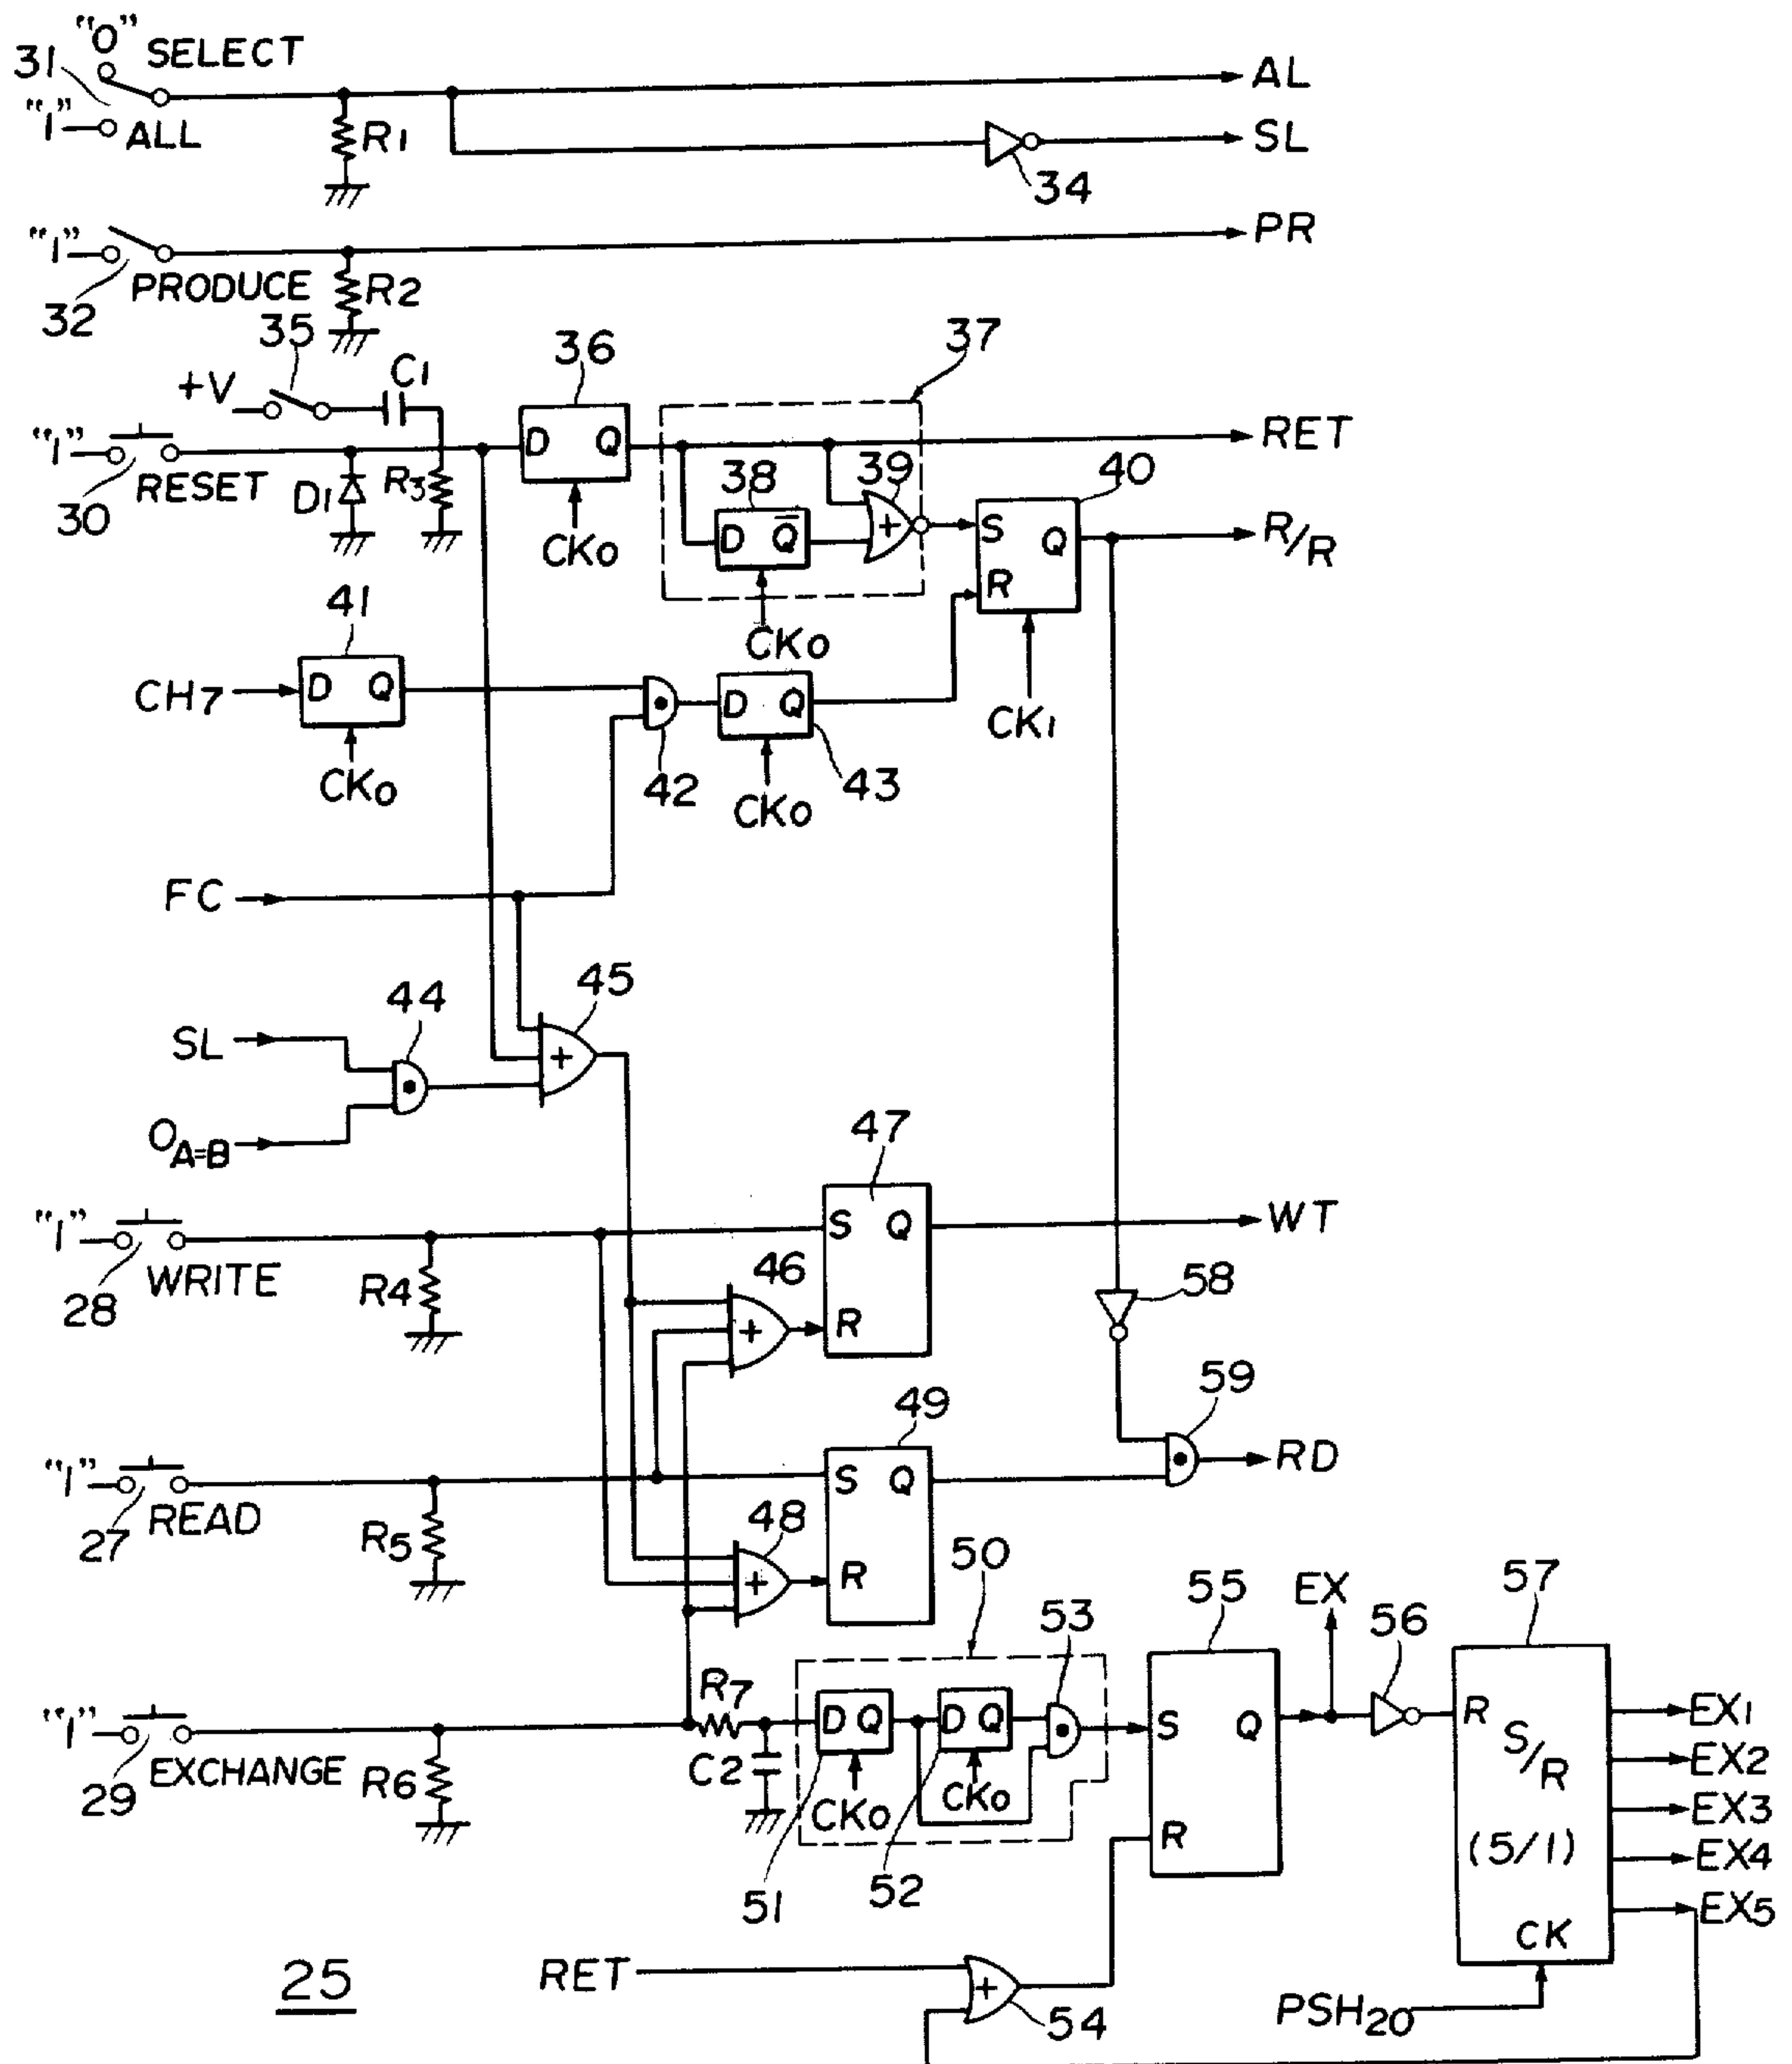 "0" SELECT
31
"1" ALL
R1
AL
SL
34
"1"
PRODUCE
32
R2
PR
35
+V
C1
36
37
"1"
RESET
30
D1
R3
D Q
CK0
38
39
D Q̅
CK0
RET
40
S Q
R
CK1
R/R
41
CH7
D Q
CK0
42
D Q
43
CK0
FC
44
45
SL
OA=B
47
"1"
WRITE
28
R4
46
S Q
R
WT
58
59
49
"1"
READ
27
R5
48
S Q
R
RD
50
53
55
EX
56
57
"1"
EXCHANGE
29
R6
R7
C2
D Q
CK0
D Q
CK0
51
52
S Q
R
R
S/R
(5/1)
CK
EX1
EX2
EX3
EX4
EX5
25
RET
54
PSH20